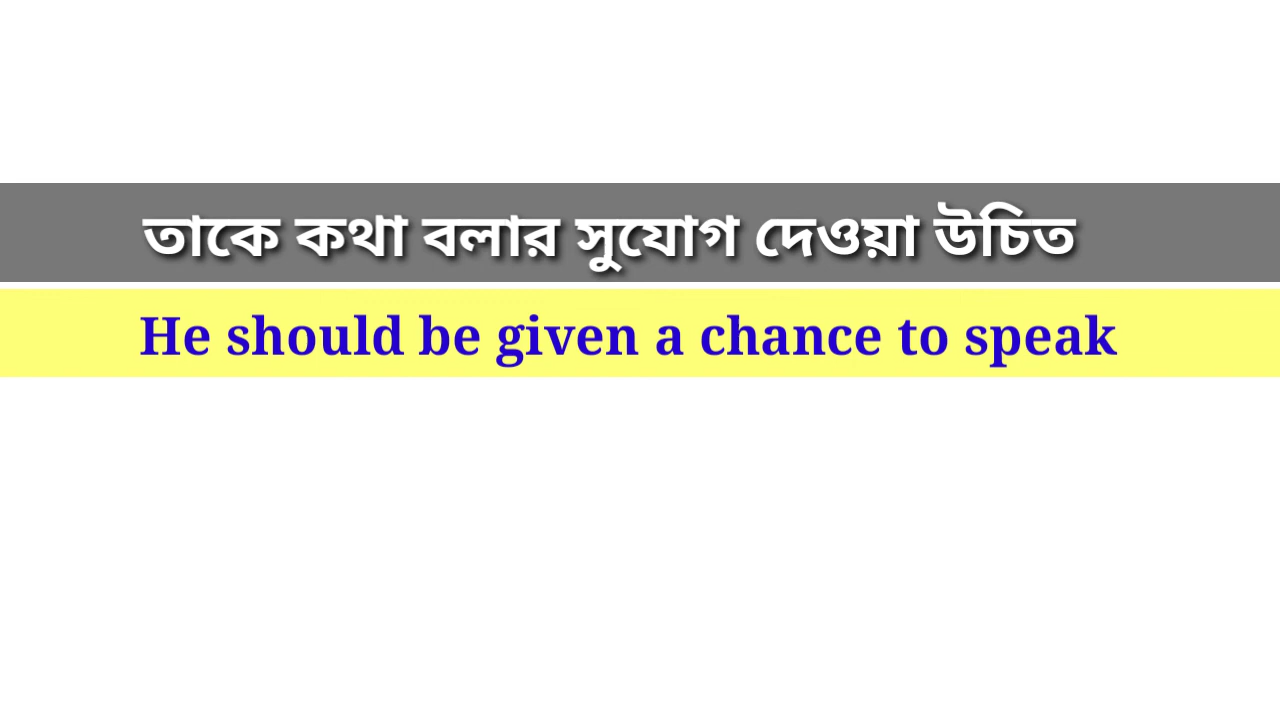 তাকে কথা বলার সুযোগ দেওয়া উচিত
He should be given a chance to speak